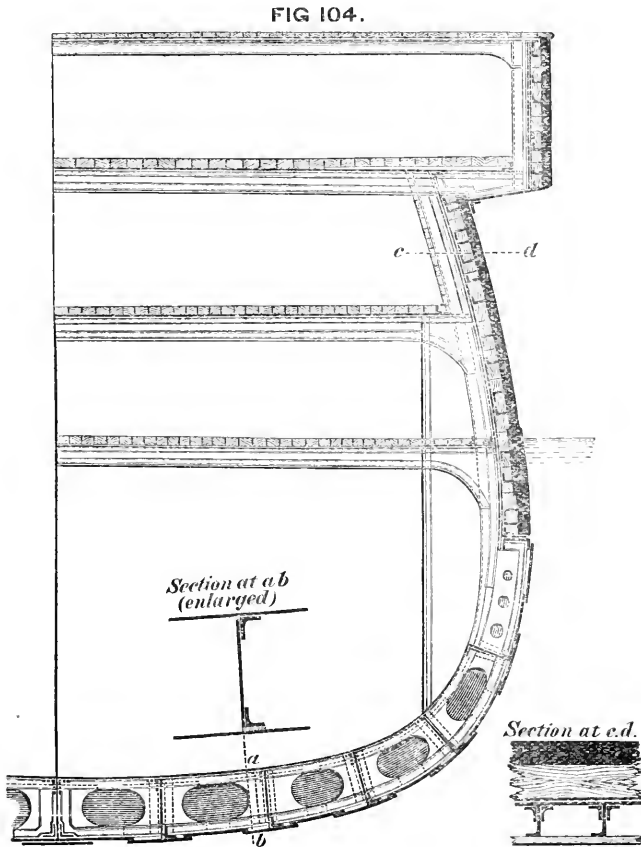 FIG 104.
c
d
Section at a b
(enlarged)
a
Section at c.d.
b